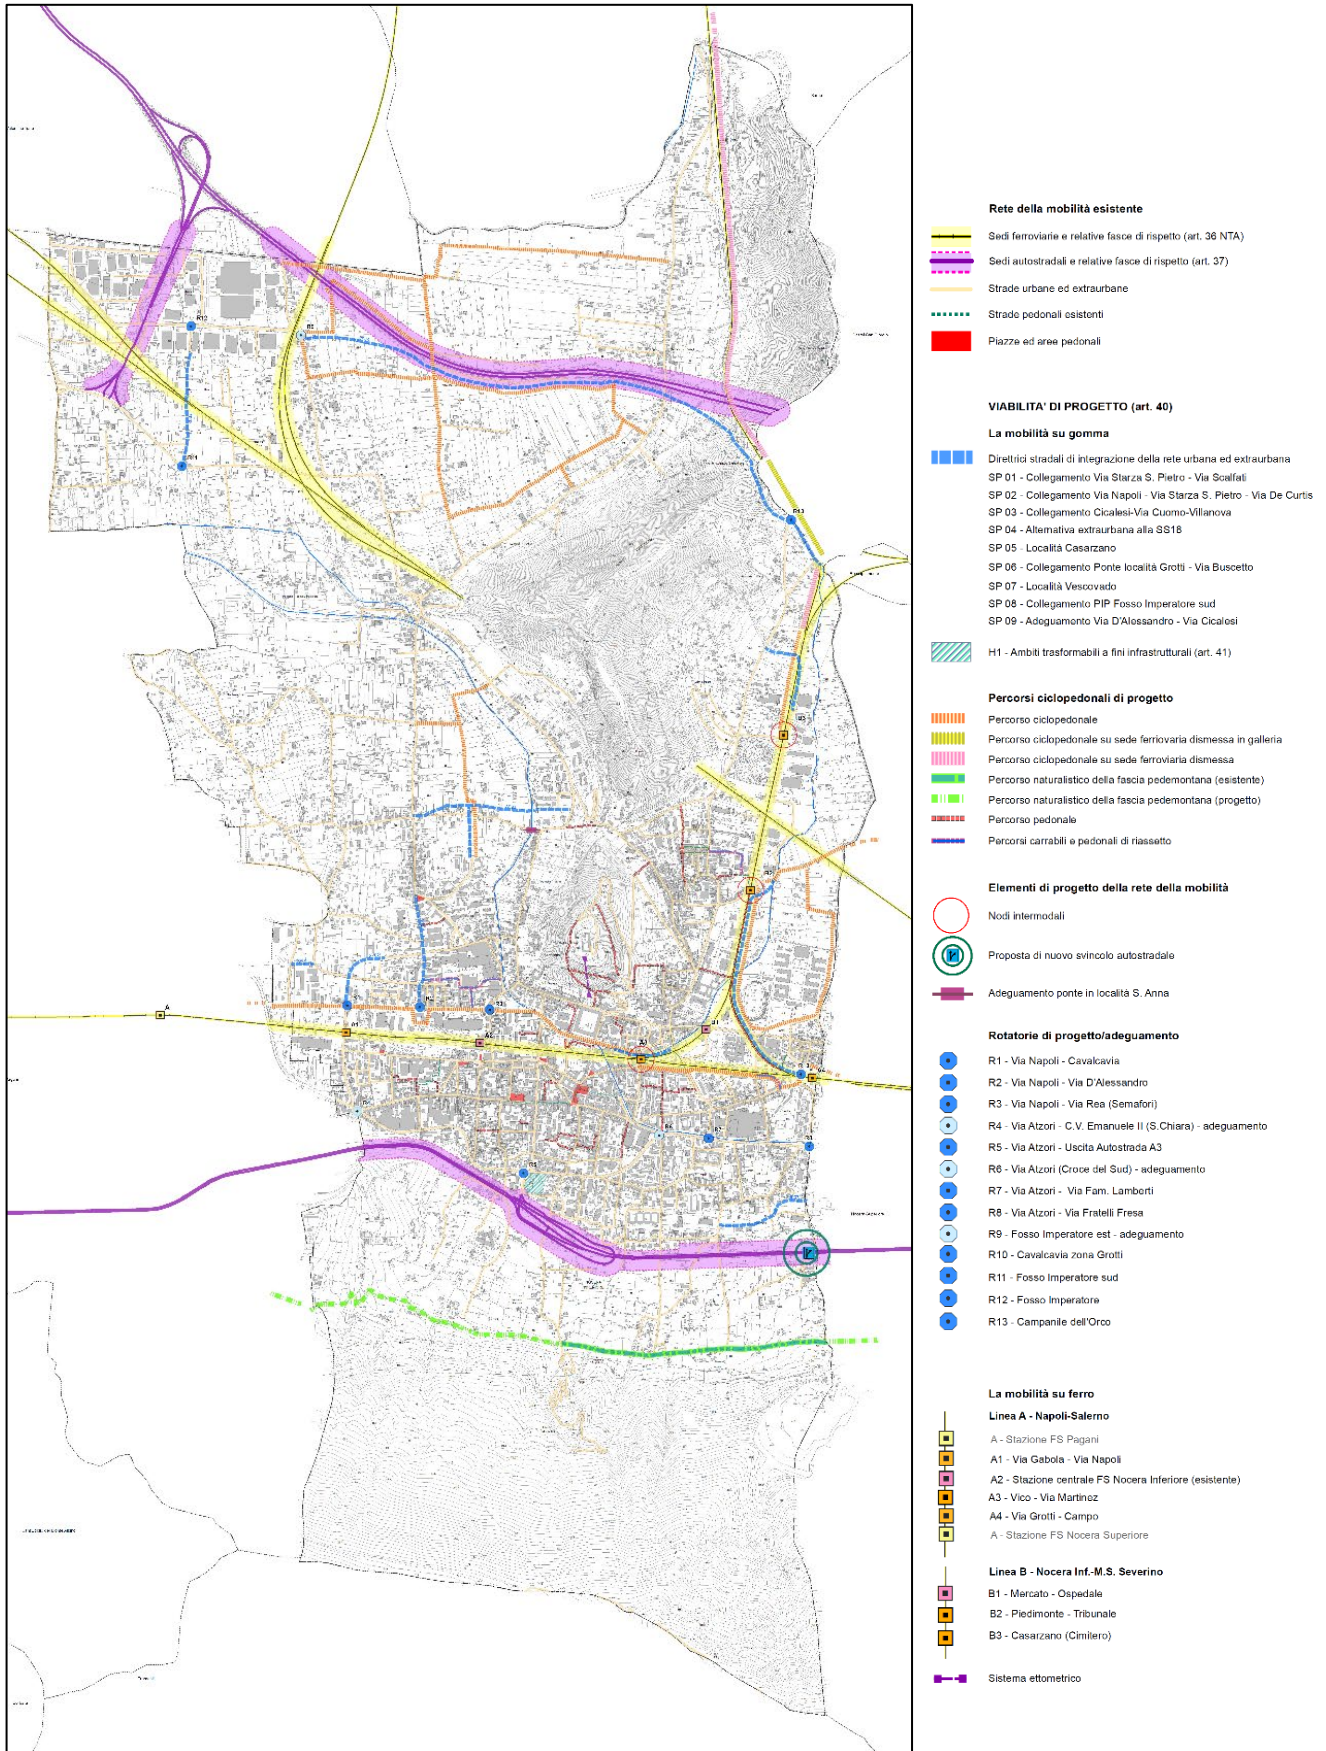 Rete della mobilità esistente
Sedi ferroviarie e relative fasce di rispetto (art. 36 NTA)
Sedi autostradali e relative fasce di rispetto (art. 37)
Strade urbane ed extraurbane
Strade pedonali esistenti
Piazze ed aree pedonali
VIABILITA' DI PROGETTO (art. 40)
La mobilità su gomma
Direttrici stradali di integrazione della rete urbana ed extraurbana
SP 01 - Collegamento Via Starza S. Pietro - Via Scalfati
SP 02 - Collegamento Via Napoli - Via Starza S. Pietro - Via De Curtis
SP 03 - Collegamento Cicalesi-Via Cuomo-Villanova
SP 04 - Alternativa extraurbana alla SS18
SP 05 - Località Casarzano
SP 06 - Collegamento Ponte località Grotti - Via Buscetto
SP 07 - Località Vescovado
SP 08 - Collegamento PIP Fosso Imperatore sud
SP 09 - Adeguamento Via D'Alessandro - Via Cicalesi
H1 - Ambiti trasformabili a fini infrastrutturali (art. 41)
Percorsi ciclopedonali di progetto
Percorso ciclopedonale
Percorso ciclopedonale su sede ferroviaria dismessa in galleria
Percorso ciclopedonale su sede ferroviaria dismessa
Percorso naturalistico della fascia pedemontana (esistente)
Percorso naturalistico della fascia pedemontana (progetto)
Percorso pedonale
Percorsi carrabili e pedonali di riassetto
Elementi di progetto della rete della mobilità
Nodi intermodali
Proposta di nuovo svincolo autostradale
Adeguamento ponte in località S. Anna
Rotatorie di progetto/adeguamento
R1 - Via Napoli - Cavalcavia
R2 - Via Napoli - Via D'Alessandro
R3 - Via Napoli - Via Rea (Semafori)
R4 - Via Atzori - C.V. Emanuele II (S.Chiara) - adeguamento
R5 - Via Atzori - Uscita Autostrada A3
R6 - Via Atzori (Croce del Sud) - adeguamento
R7 - Via Atzori - Via Fam. Lamberti
R8 - Via Atzori - Via Fratelli Fresa
R9 - Fosso Imperatore est - adeguamento
R10 - Cavalcavia zona Grotti
R11 - Fosso Imperatore sud
R12 - Fosso Imperatore
R13 - Campanile dell'Orco
La mobilità su ferro
Linea A - Napoli-Salerno
A - Stazione FS Pagani
A1 - Via Gabola - Via Napoli
A2 - Stazione centrale FS Nocera Inferiore (esistente)
A3 - Vico - Via Martinez
A4 - Via Grotti - Campo
A - Stazione FS Nocera Superiore
Linea B - Nocera Inf.-M.S. Severino
B1 - Mercato - Ospedale
B2 - Piedimonte - Tribunale
B3 - Casarzano (Cimitero)
Sistema ettometrico
R12
R13
B3
A
A2